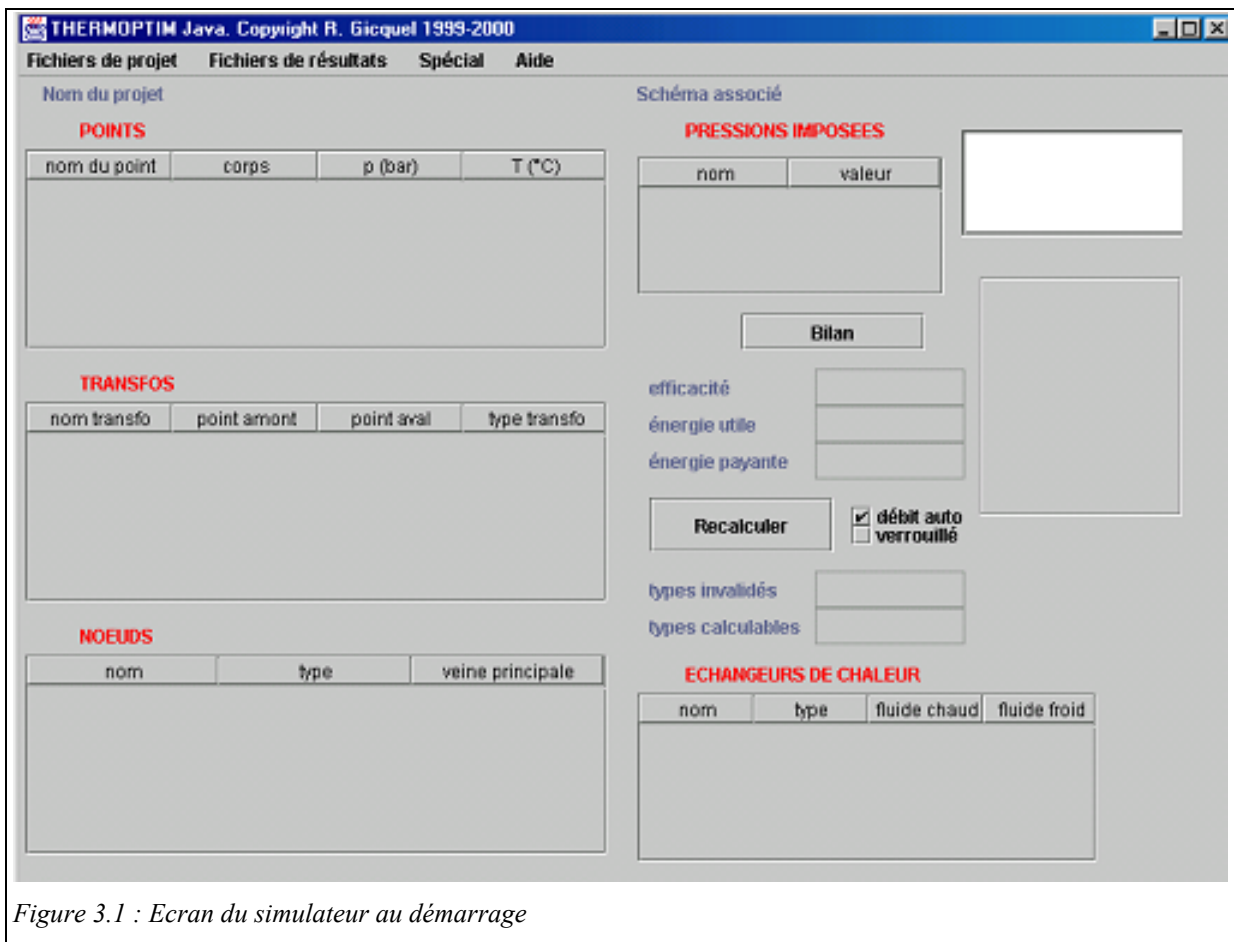 THERMOPTIM Java. Copyright R. Gicquel 1999-2000
Fichiers de projet Fichiers de résultats Spécial Aide
Nom du projet
Schéma associé
POINTS
nom du point corps p (bar) T (°C)
PRESSIONS IMPOSEES
nom valeur
Bilan
TRANSFOS
nom transfo point amont point aval type transfo
efficacité
énergie utile
énergie payante
Recalculer
débit auto
verrouillé
types invalidés
types calculables
NOEUDS
nom type veine principale
ECHANGEURS DE CHALEUR
nom type fluide chaud fluide froid
Figure 3.1 : Ecran du simulateur au démarrage